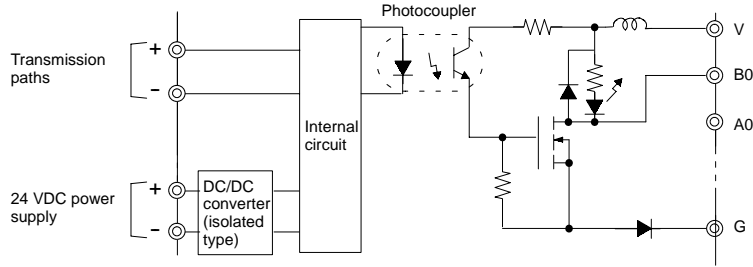 Photocoupler
Transmission
paths
+
−
Internal
circuit
24 VDC power
supply
+
−
DC/DC
converter
(isolated
type)
V
B0
A0
G